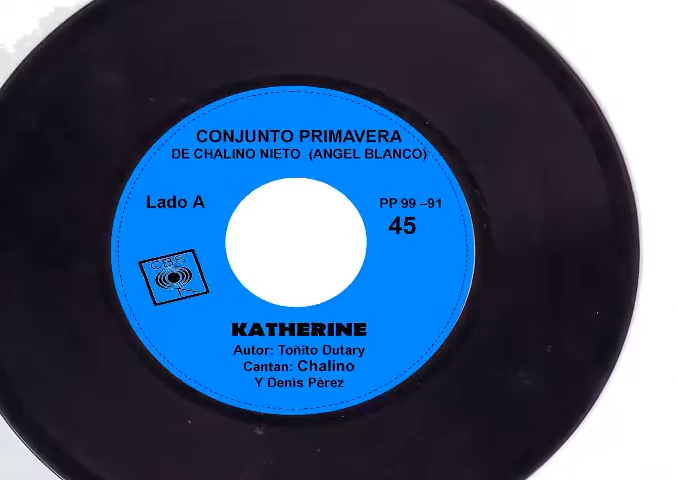 CONJUNTO PRIMAVERA
DE CHALINO NIETO (ANGEL BLANCO)
Lado A
PP 99 –91
45
CBS
KATHERINE
Autor: Toñito Dutary
Cantan: Chalino
Y Denis Pérez